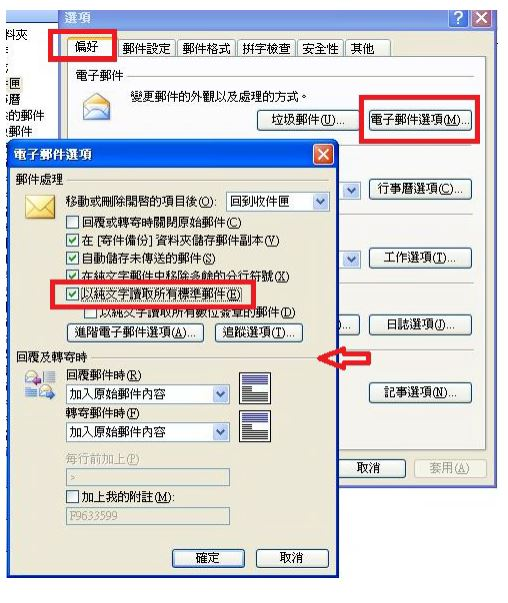 選項
料夾
偏好 郵件設定 郵件格式 拼字檢查 安全性 其他
電子郵件
變更郵件的外觀以及處理的方式。
垃圾郵件(U)... 電子郵件選項(M)...
的郵件
郵件
電子郵件選項
郵件處理
移動或刪除開啓的項目後(O): 回到收件匣
行事曆選項(C)...
回覆或轉寄時關閉原始郵件(C)
在 [寄件備份] 資料夾儲存郵件副本(Y)
自動儲存未傳送的郵件(S)
工作選項(T)...
在純文字郵件中移除多餘的分行符號(X)
以純文字讀取所有標準郵件(E)
以純文字讀取所有數位簽章的郵件(D)
進階電子郵件選項(A)... 追蹤選項(T)...
日誌選項(J)...
回覆及轉寄時
回覆郵件時(R)
加入原始郵件內容
記事選項(N)...
轉寄郵件時(F)
加入原始郵件內容
每行前加上(P)
>
取消 套用(A)
加上我的附註(M):
F9633599
確定 取消